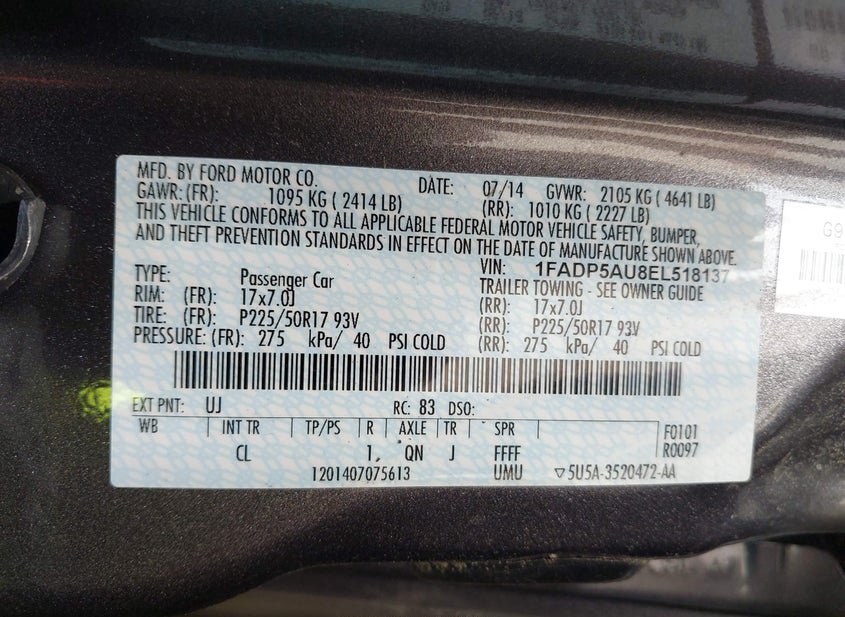 MFD. BY FORD MOTOR CO. DATE: 07/14 GVWR: 2105 KG ( 4641 LB)
GAWR: (FR): 1095 KG ( 2414 LB) (RR): 1010 KG ( 2227 LB)
THIS VEHICLE CONFORMS TO ALL APPLICABLE FEDERAL MOTOR VEHICLE SAFETY, BUMPER,
AND THEFT PREVENTION STANDARDS IN EFFECT ON THE DATE OF MANUFACTURE SHOWN ABOVE.
VIN: 1FADP5AU8EL518137
TYPE: Passenger Car TRAILER TOWING - SEE OWNER GUIDE
RIM: (FR): 17x7.0J (RR): 17x7.0J
TIRE: (FR): P225/50R17 93V (RR): P225/50R17 93V
PRESSURE: (FR): 275 kPa/ 40 PSI COLD (RR): 275 kPa/ 40 PSI COLD
EXT PNT: UJ RC: 83 DSO:
WB INT TR TP/PS R AXLE TR SPR F0101
CL 1, QN J FFFF R0097
1201407075613 UMU ▽5U5A-3520472-AA
G9